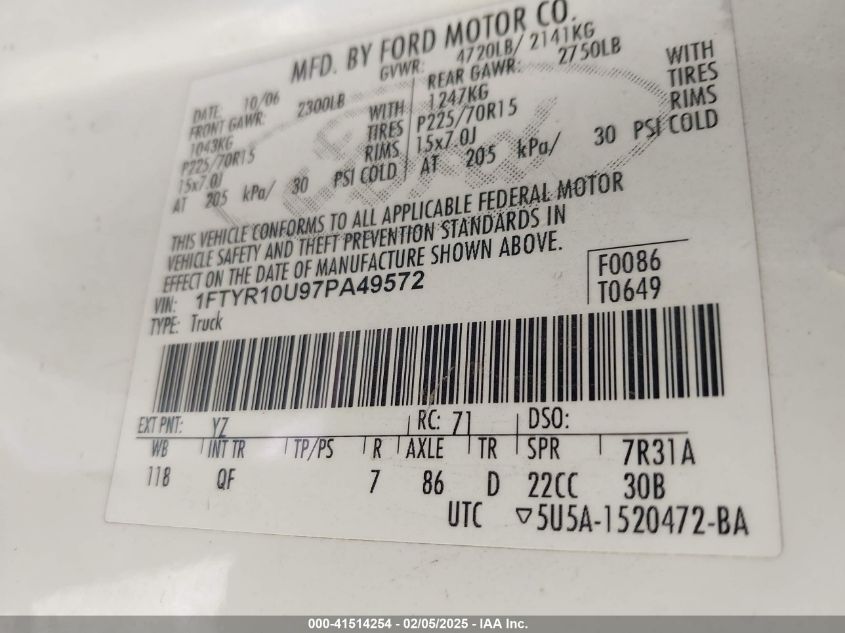 MFD. BY FORD MOTOR CO.
DATE: 10/06 GVWR: 4720LB/ 2141KG
FRONT GAWR: 2300LB REAR GAWR: 2750LB
1043KG WITH 1247KG WITH
P225/70R15 TIRES P225/70R15 TIRES
15x7.0J RIMS 15x7.0J RIMS
AT 205 kPa/ 30 PSI COLD AT 205 kPa/ 30 PSI COLD
THIS VEHICLE CONFORMS TO ALL APPLICABLE FEDERAL MOTOR
VEHICLE SAFETY AND THEFT PREVENTION STANDARDS IN
EFFECT ON THE DATE OF MANUFACTURE SHOWN ABOVE.
VIN: 1FTYR10U97PA49572 F0086
TYPE: Truck T0649
EXT PNT: YZ RC: 71 DSO:
WB INT TR TP/PS R AXLE TR SPR 7R31A
118 QF 7 86 D 22CC 30B
UTC ▽5U5A-1520472-BA
000-41514254 - 02/05/2025 - IAA Inc.